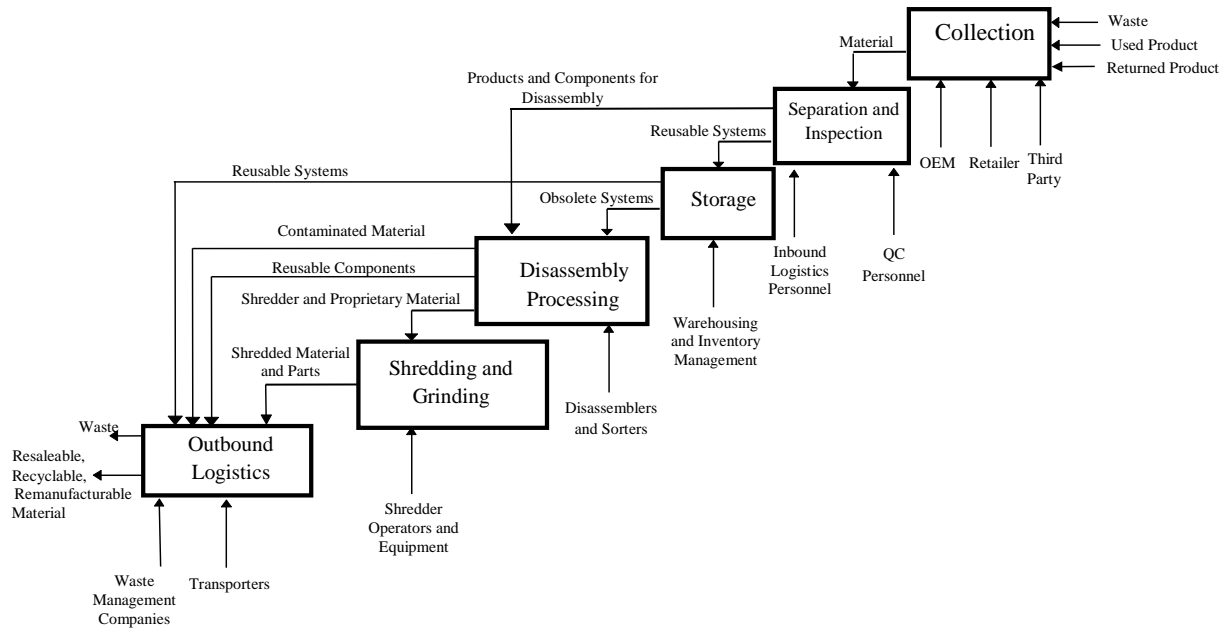 Collection
Waste
Used Product
Returned Product
Material
OEM
Retailer
Third
Party
Products and Components for
Disassembly
Separation and
Inspection
Reusable Systems
Inbound
Logistics
Personnel
QC
Personnel
Reusable Systems
Storage
Obsolete Systems
Warehousing
and Inventory
Management
Contaminated Material
Reusable Components
Shredder and Proprietary Material
Disassembly
Processing
Disassemblers
and Sorters
Shredded Material
and Parts
Shredding and
Grinding
Shredder
Operators and
Equipment
Waste
Resaleable,
Recyclable,
Remanufacturable
Material
Outbound
Logistics
Waste
Management
Companies
Transporters